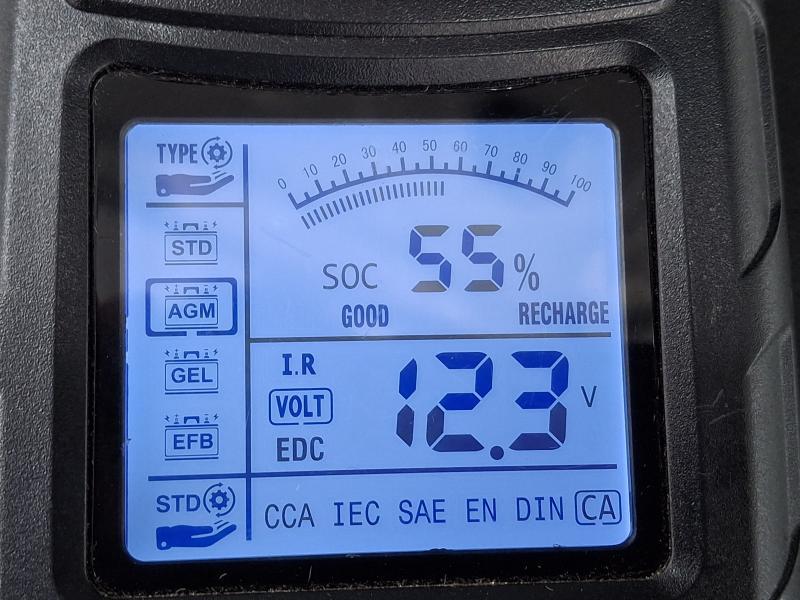 TYPE
0 10 20 30 40 50 60 70 80 90 100
STD
SOC 55%
AGM
GOOD RECHARGE
GEL
I.R
VOLT 12.3 V
EFB
EDC
STD
CCA IEC SAE EN DIN CA